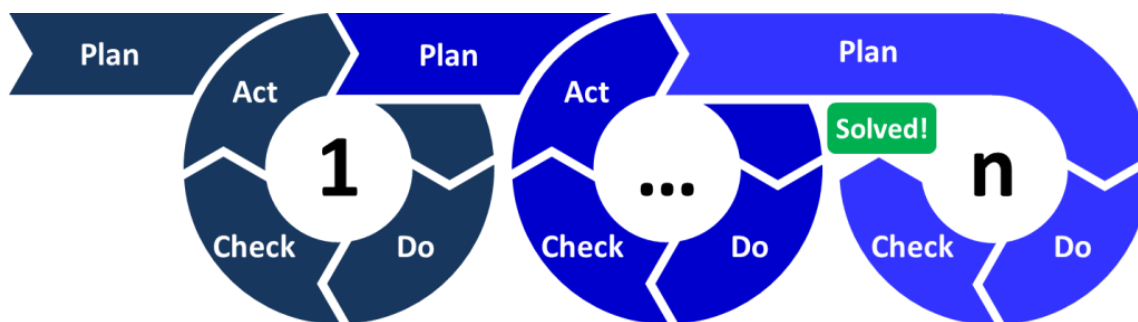 Plan
Plan
Plan
Act
Act
Solved!
1
...
n
Check
Do
Check
Do
Check
Do